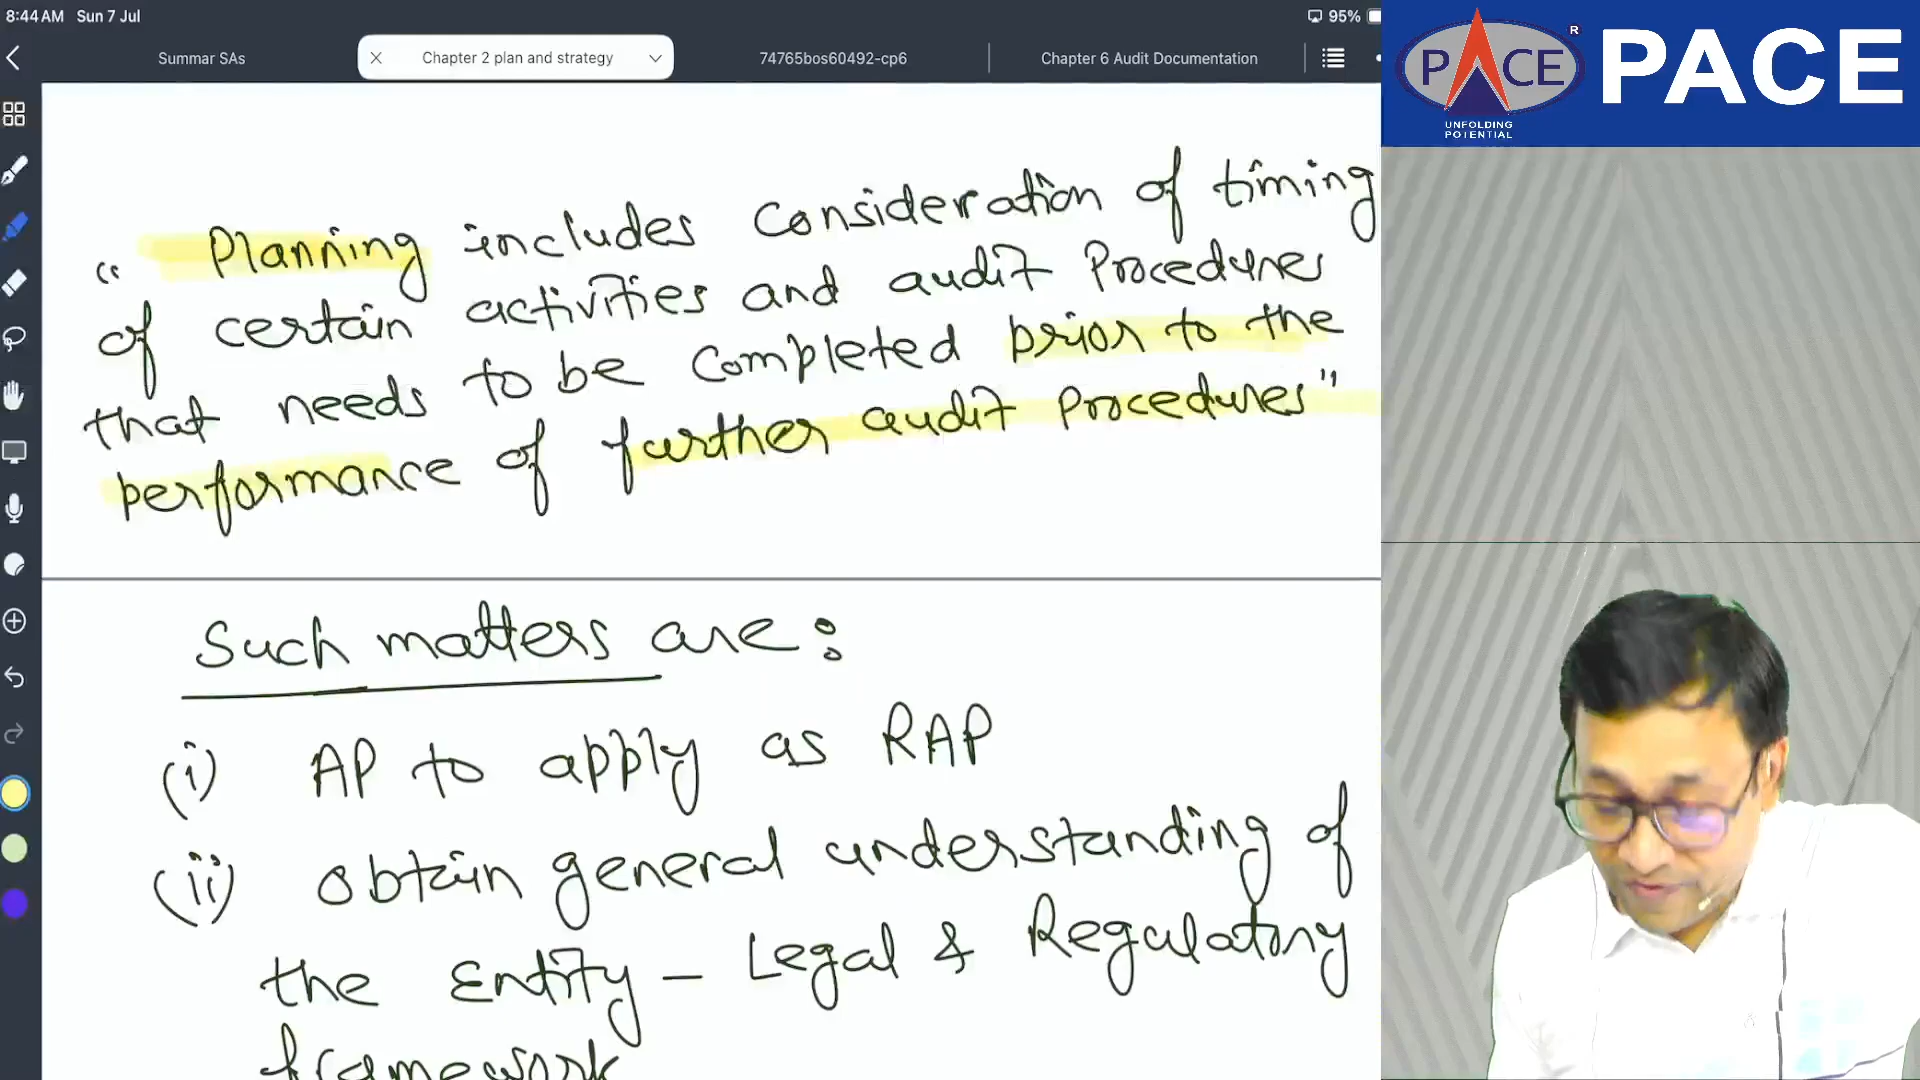 8:44 AM Sun 7 Jul
95%
Summar SAs
Chapter 2 plan and strategy
74765bos60492-cp6
Chapter 6 Audit Documentation
PACE
UNFOLDING
POTENTIAL
®
PACE
" Planning includes consideration of timing
of certain activities and audit Procedures
that needs to be completed prior to the
performance of further audit procedures"
Such matters are:
(i) AP to apply as RAP
(ii) obtain general understanding of
the Entity - Legal & Regulatory
framework